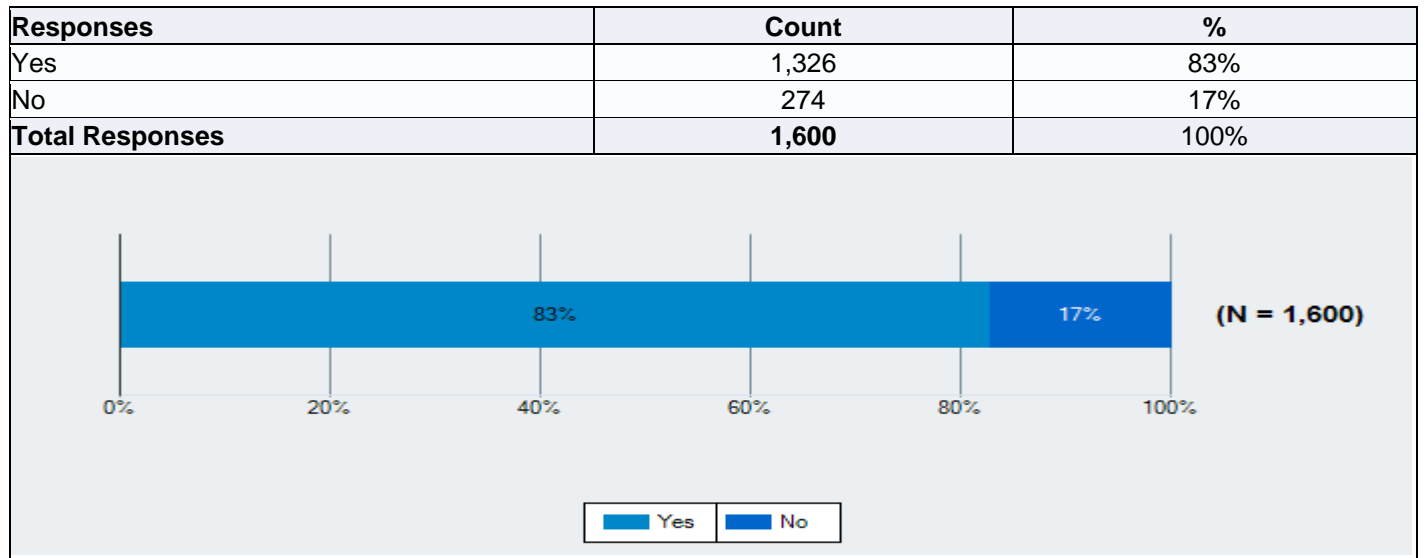 Responses Count %
Yes 1,326 83%
No 274 17%
Total Responses 1,600 100%
83% 17% (N = 1,600)
0% 20% 40% 60% 80% 100%
Yes No